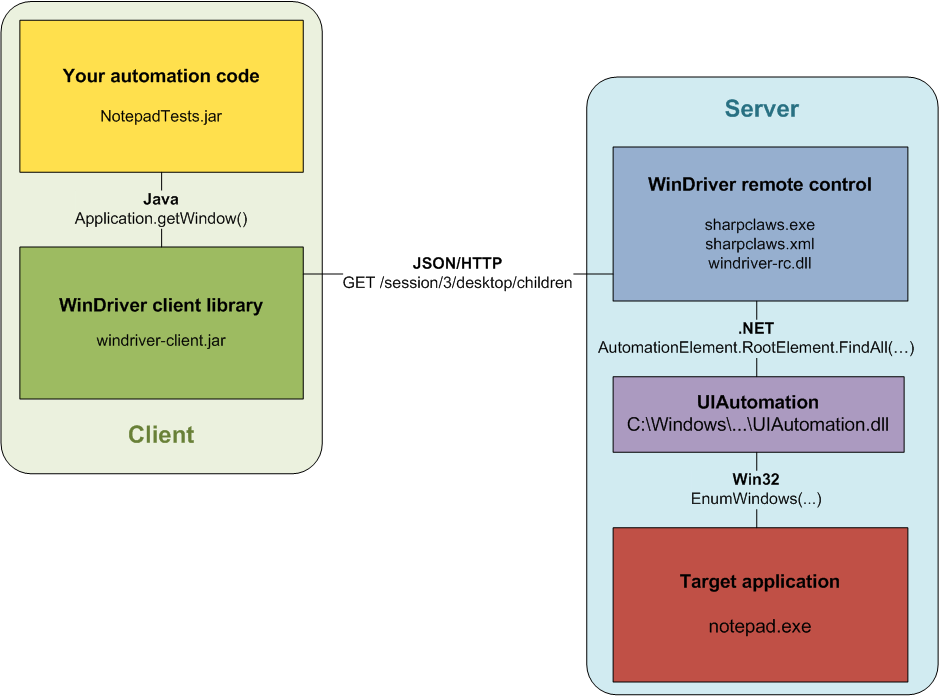 Your automation code
NotepadTests.jar
Java
Application.getWindow()
WinDriver client library
windriver-client.jar
Client
JSON/HTTP
GET /session/3/desktop/children
Server
WinDriver remote control
sharpclaws.exe
sharpclaws.xml
windriver-rc.dll
.NET
AutomationElement.RootElement.FindAll(...)
UIAutomation
C:\Windows\...\UIAutomation.dll
Win32
EnumWindows(...)
Target application
notepad.exe